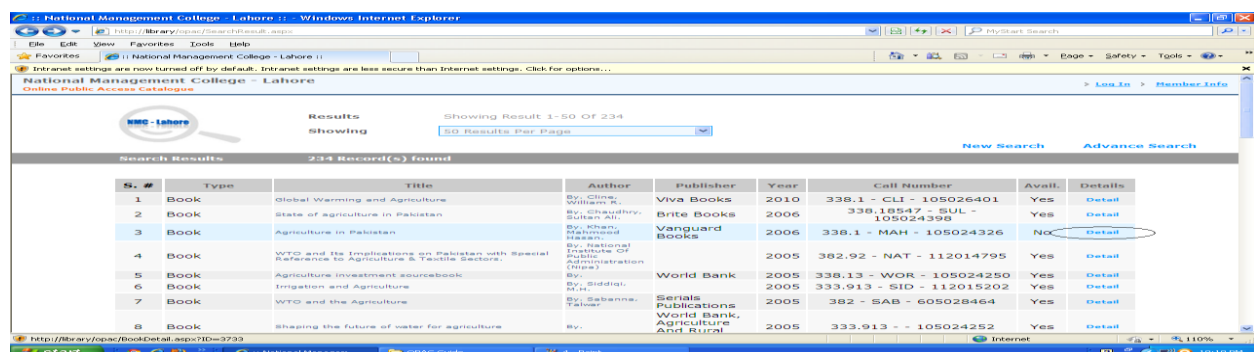 :: National Management College - Lahore :: - Windows Internet Explorer
http://library/opac/SearchResult.aspx
MyStart Search
File Edit View Favorites Tools Help
Favorites :: National Management College - Lahore :: Page Safety Tools
Intranet settings are now turned off by default. Intranet settings are less secure than Internet settings. Click for options...
National Management College - Lahore
Online Public Access Catalogue
> Log In > Member Info
NMC - Lahore
Results Showing Result 1-50 Of 234
Showing 50 Results Per Page
New Search Advance Search
Search Results 234 Record(s) found
S. # Type Title Author Publisher Year Call Number Avail. Details
1 Book Global Warming and Agriculture By. Cline, William R. Viva Books 2010 338.1 - CLI - 105026401 Yes Detail
2 Book State of agriculture in Pakistan By. Chaudhry, Sultan Ali. Brite Books 2006 338.18547 - SUL - 105024398 Yes Detail
3 Book Agriculture in Pakistan By. Khan, Mahmood Hasan. Vanguard Books 2006 338.1 - MAH - 105024326 No Detail
4 Book WTO and Its Implications on Pakistan with Special Reference to Agriculture & Textile Sectors. By. National Institute Of Public Administration (Nipa) 2005 382.92 - NAT - 112014795 Yes Detail
5 Book Agriculture investment sourcebook By. World Bank 2005 338.13 - WOR - 105024250 Yes Detail
6 Book Irrigation and Agriculture By. Siddiqi, M.H. 2005 333.913 - SID - 112015202 Yes Detail
7 Book WTO and the Agriculture By. Sabanna, Talwar Serials Publications 2005 382 - SAB - 605028464 Yes Detail
8 Book Shaping the future of water for agriculture By. World Bank, Agriculture And Rural 2005 333.913 - - 105024252 Yes Detail
http://library/opac/BookDetail.aspx?ID=3733 Internet 110%